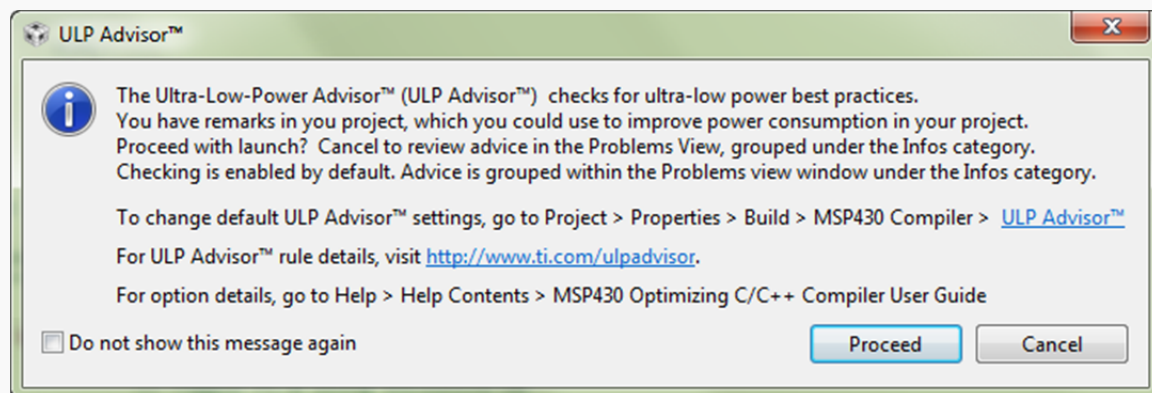 ULP Advisor™
The Ultra-Low-Power Advisor™ (ULP Advisor™)  checks for ultra-low power best practices.
You have remarks in you project, which you could use to improve power consumption in your project.
Proceed with launch?  Cancel to review advice in the Problems View, grouped under the Infos category.
Checking is enabled by default. Advice is grouped within the Problems view window under the Infos category.
To change default ULP Advisor™ settings, go to Project > Properties > Build > MSP430 Compiler >  ULP Advisor™
For ULP Advisor™ rule details, visit http://www.ti.com/ulpadvisor.
For option details, go to Help > Help Contents > MSP430 Optimizing C/C++ Compiler User Guide
Do not show this message again
Proceed
Cancel